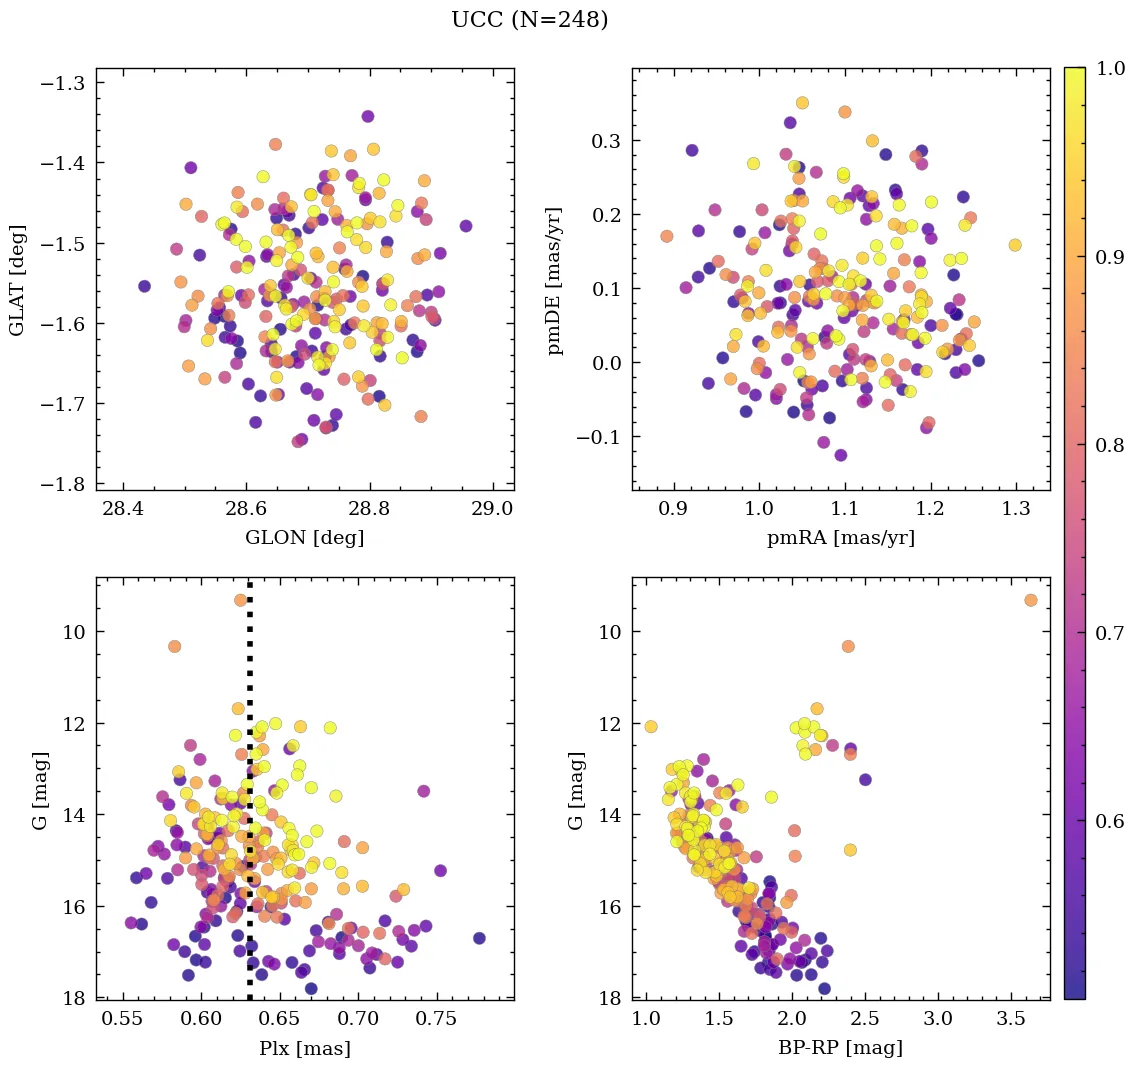 UCC (N=248)
−1.3
−1.4
−1.5
−1.6
−1.7
−1.8
GLAT [deg]
28.4 28.6 28.8 29.0
GLON [deg]
0.3
0.2
0.1
0.0
−0.1
pmDE [mas/yr]
0.9 1.0 1.1 1.2 1.3
pmRA [mas/yr]
10
12
14
16
18
G [mag]
0.55 0.60 0.65 0.70 0.75
Plx [mas]
10
12
14
16
18
G [mag]
1.0 1.5 2.0 2.5 3.0 3.5
BP-RP [mag]
1.0
0.9
0.8
0.7
0.6